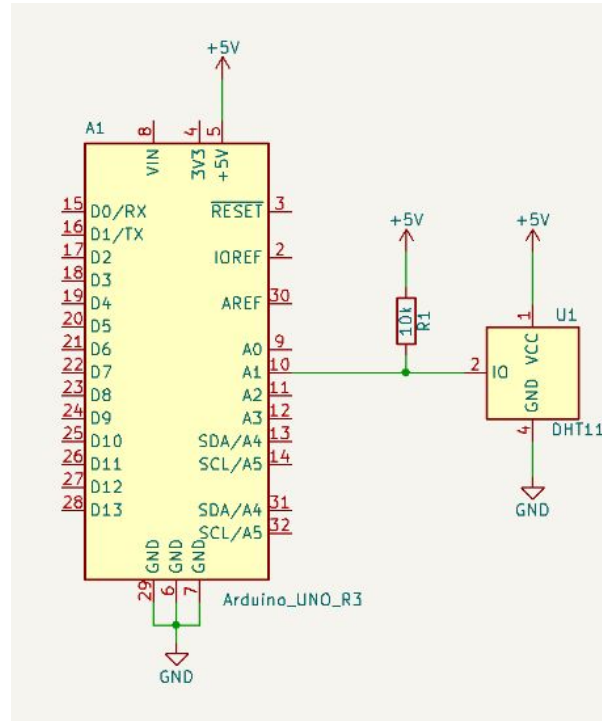 +5V
A1
8
4
5
VIN
3V3
+5V
15 D0/RX
RESET 3
16 D1/TX
17 D2
IOREF 2
18 D3
19 D4
AREF 30
20 D5
21 D6
A0 9
22 D7
A1 10
23 D8
A2 11
24 D9
A3 12
25 D10
SDA/A4 13
26 D11
SCL/A5 14
27 D12
28 D13
SDA/A4 31
SCL/A5 32
GND
GND
GND
29
6
7
Arduino_UNO_R3
GND
+5V
10k
R1
+5V
1
U1
VCC
2 IO
GND
4
DHT11
GND